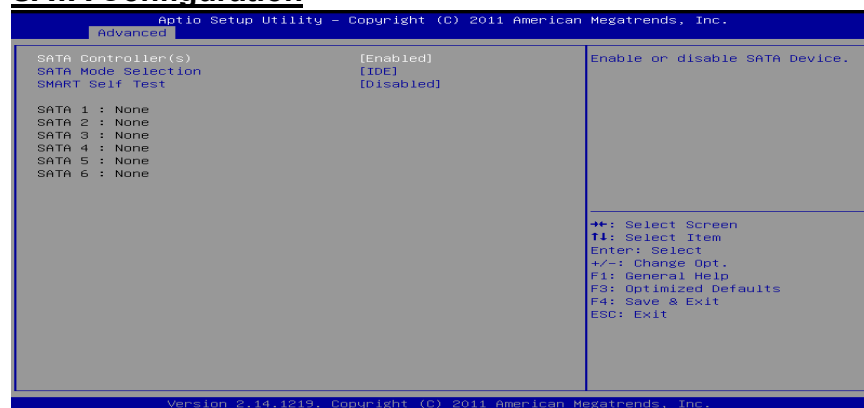 SATA Configuration
Aptio Setup Utility – Copyright (C) 2011 American Megatrends, Inc.
Advanced
SATA Controller(s) [Enabled]
SATA Mode Selection [IDE]
SMART Self Test [Disabled]
SATA 1 : None
SATA 2 : None
SATA 3 : None
SATA 4 : None
SATA 5 : None
SATA 6 : None
Enable or disable SATA Device.
→←: Select Screen
↑↓: Select Item
Enter: Select
+/-: Change Opt.
F1: General Help
F3: Optimized Defaults
F4: Save & Exit
ESC: Exit
Version 2.14.1219. Copyright (C) 2011 American Megatrends, Inc.